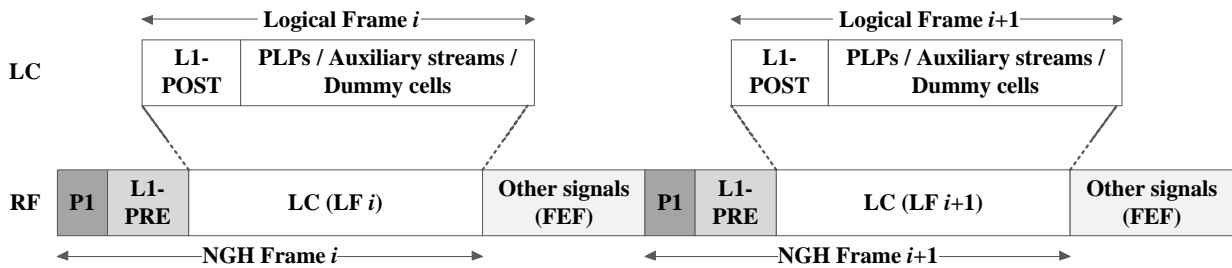 Logical Frame i
Logical Frame i+1
LC
L1-
POST
PLPs / Auxiliary streams /
Dummy cells
L1-
POST
PLPs / Auxiliary streams /
Dummy cells
RF
P1
L1-
PRE
LC (LF i)
Other signals
(FEF)
P1
L1-
PRE
LC (LF i+1)
Other signals
(FEF)
NGH Frame i
NGH Frame i+1